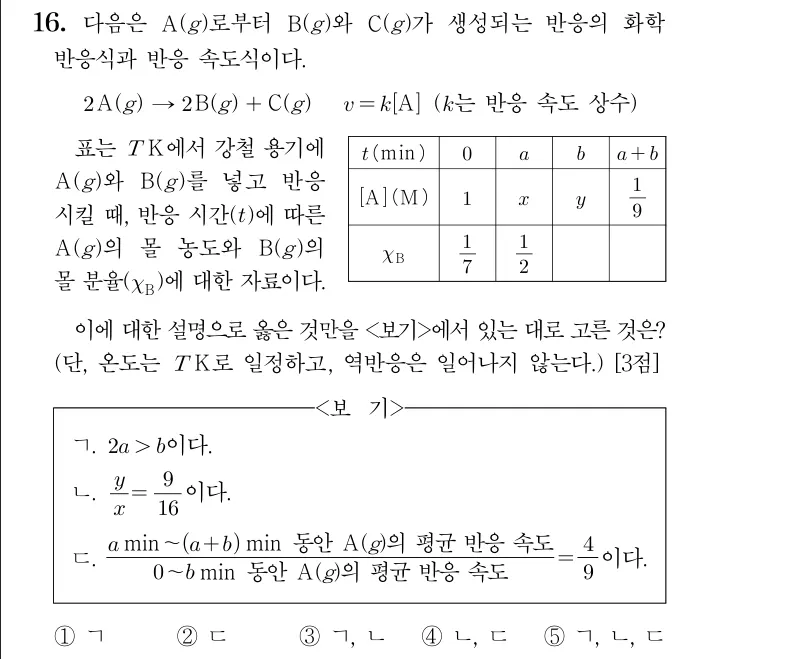 16. 다음은 A(g)로부터 B(g)와 C(g)가 생성되는 반응의 화학
반응식과 반응 속도식이다.
2A(g) → 2B(g) + C(g) v = k[A] (k는 반응 속도 상수)
표는 T K에서 강철 용기에
A(g)와 B(g)를 넣고 반응
시킬 때, 반응 시간(t)에 따른
A(g)의 몰 농도와 B(g)의
몰 분율(χB)에 대한 자료이다.
t(min) 0 a b a+b
[A](M) 1 x y 1/9
χB 1/7 1/2
이에 대한 설명으로 옳은 것만을 <보기>에서 있는 대로 고른 것은?
(단, 온도는 T K로 일정하고, 역반응은 일어나지 않는다.) [3점]
<보 기>
ㄱ. 2a > b이다.
ㄴ. y/x = 9/16 이다.
ㄷ. a min~(a+b) min 동안 A(g)의 평균 반응 속도 / 0~b min 동안 A(g)의 평균 반응 속도 = 4/9 이다.
① ㄱ ② ㄷ ③ ㄱ, ㄴ ④ ㄴ, ㄷ ⑤ ㄱ, ㄴ, ㄷ